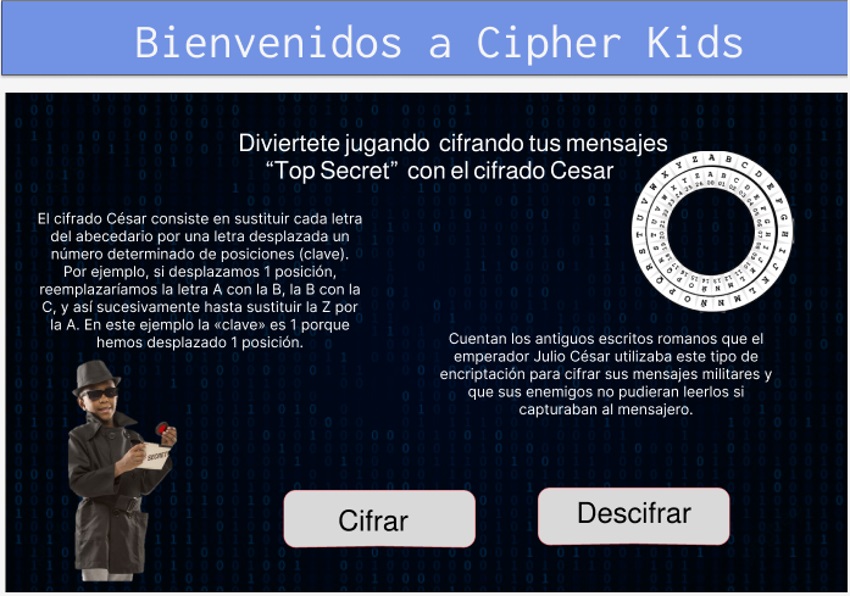 Bienvenidos a Cipher Kids
Diviertete jugando cifrando tus mensajes
“Top Secret” con el cifrado Cesar
El cifrado César consiste en sustituir cada letra
del abecedario por una letra desplazada un
número determinado de posiciones (clave).
Por ejemplo, si desplazamos 1 posición,
reemplazaríamos la letra A con la B, la B con la
C, y así sucesivamente hasta sustituir la Z por
la A. En este ejemplo la «clave» es 1 porque
hemos desplazado 1 posición.
Cuentan los antiguos escritos romanos que el
emperador Julio César utilizaba este tipo de
encriptación para cifrar sus mensajes militares y
que sus enemigos no pudieran leerlos si
capturaban al mensajero.
SECRET
Cifrar
Descifrar